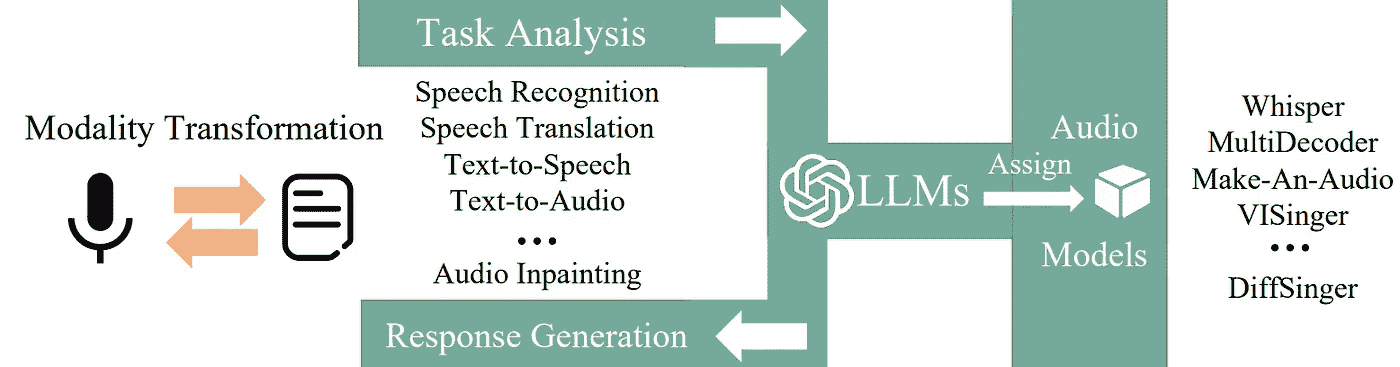 Modality Transformation
Task Analysis
Speech Recognition
Speech Translation
Text-to-Speech
Text-to-Audio
•••
Audio Inpainting
Response Generation
LLMs
Assign
Audio
Models
Whisper
MultiDecoder
Make-An-Audio
VISinger
•••
DiffSinger